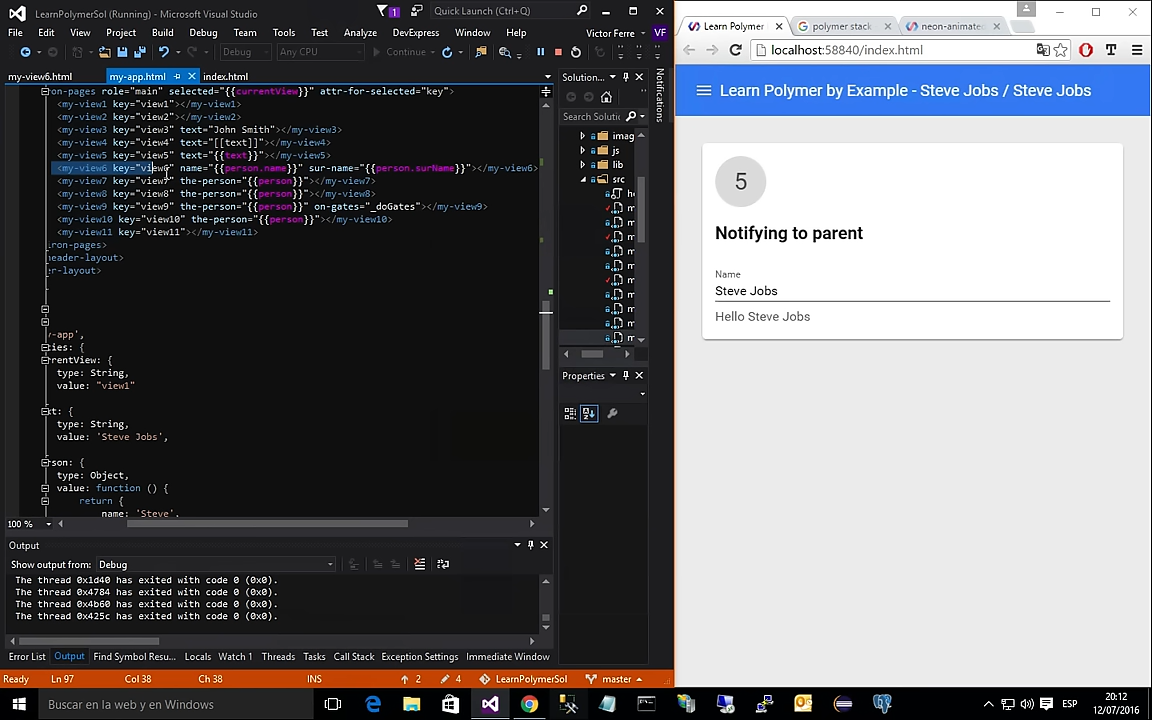 LearnPolymerSol (Running) - Microsoft Visual Studio
1
Quick Launch (Ctrl+Q)
File Edit View Project Build Debug Team Tools Test Analyze DevExpress Window Help Victor Ferre VF
Debug Any CPU Continue
my-view6.html my-app.html index.html
on-pages role="main" selected="{{currentView}}" attr-for-selected="key">
<my-view1 key="view1"></my-view1>
<my-view2 key="view2"></my-view2>
<my-view3 key="view3" text="John Smith"></my-view3>
<my-view4 key="view4" text="[[text]]"></my-view4>
<my-view5 key="view5" text="{{text}}"></my-view5>
<my-view6 key="view6" name="{{person.name}}" sur-name="{{person.surName}}"></my-view6>
<my-view7 key="view7" the-person="{{person}}"></my-view7>
<my-view8 key="view8" the-person="{{person}}"></my-view8>
<my-view9 key="view9" the-person="{{person}}" on-gates="_doGates"></my-view9>
<my-view10 key="view10" the-person="{{person}}"></my-view10>
<my-view11 key="view11"></my-view11>
iron-pages>
header-layout>
er-layout>
y-app',
ties: {
rrentView: {
type: String,
value: "view1"
xt: {
type: String,
value: 'Steve Jobs',
rson: {
type: Object,
value: function () {
return {
name: 'Steve',
100 %
Output
Show output from: Debug
The thread 0x1d40 has exited with code 0 (0x0).
The thread 0x4784 has exited with code 0 (0x0).
The thread 0x4b60 has exited with code 0 (0x0).
The thread 0x425c has exited with code 0 (0x0).
Error List Output Find Symbol Resu... Locals Watch 1 Threads Tasks Call Stack Exception Settings Immediate Window
Ready Ln 97 Col 38 Ch 38 INS 2 4 LearnPolymerSol master
Notifications
Solution...
Search Solutio
imag
js
lib
src
Properties
Learn Polymer
polymer stack
neon-animated
localhost:58840/index.html
Learn Polymer by Example - Steve Jobs / Steve Jobs
5
Notifying to parent
Name
Steve Jobs
Hello Steve Jobs
Buscar en la web y en Windows
ESP
20:12
12/07/2016